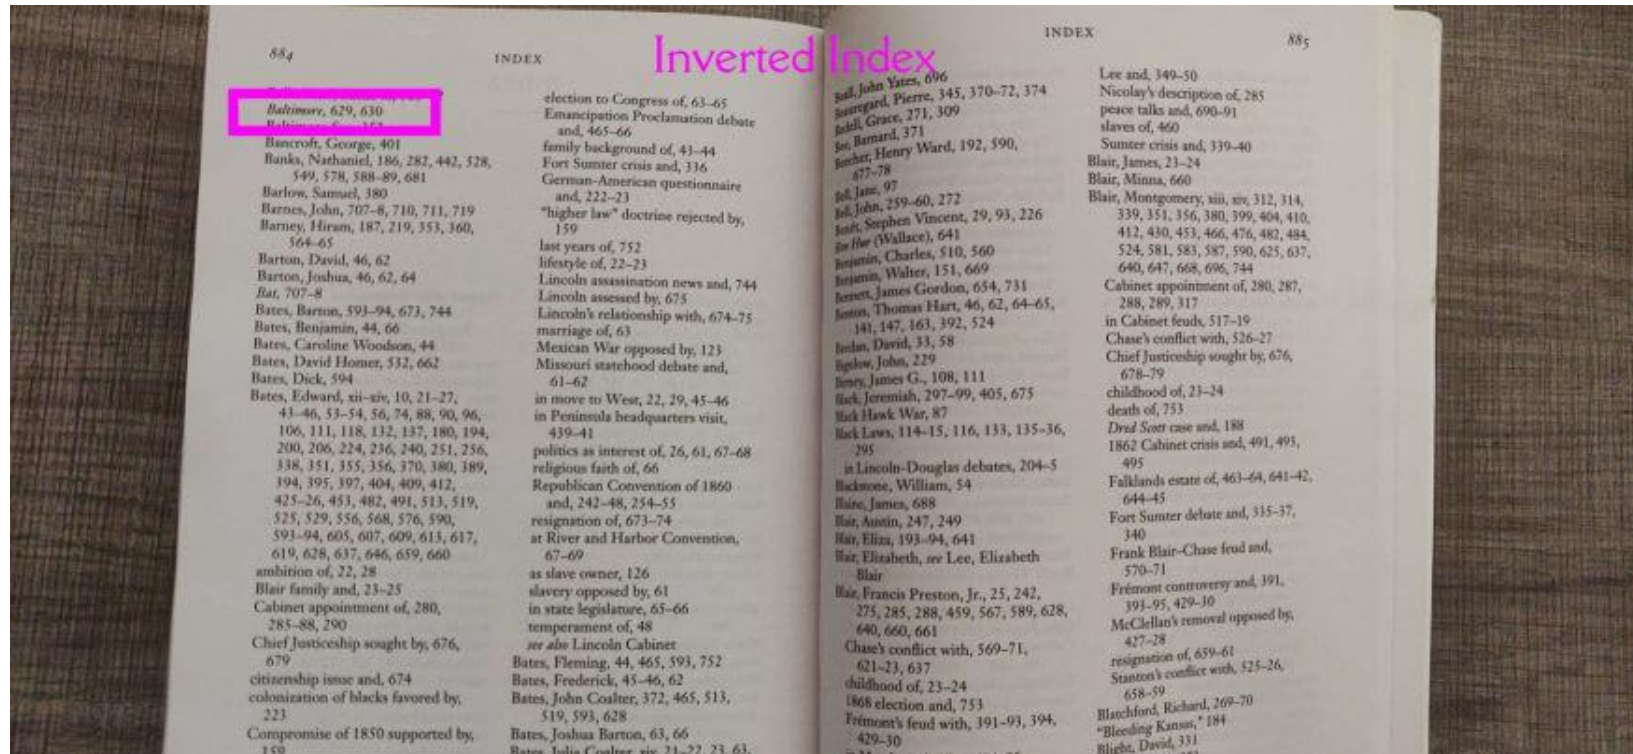 884
INDEX
Inverted Index
Baltimore, 629, 630
Bancroft, George, 401
Banks, Nathaniel, 186, 282, 442, 528,
549, 578, 588–89, 681
Barlow, Samuel, 380
Barnes, John, 707–8, 710, 711, 719
Barney, Hiram, 187, 219, 353, 360,
564–65
Barton, David, 46, 62
Barton, Joshua, 46, 62, 64
Bat, 707–8
Bates, Barton, 593–94, 673, 744
Bates, Benjamin, 44, 66
Bates, Caroline Woodson, 44
Bates, David Homer, 532, 662
Bates, Dick, 594
Bates, Edward, xii–xiv, 10, 21–27,
43–46, 53–54, 56, 74, 88, 90, 96,
106, 111, 118, 132, 137, 180, 194,
200, 206, 224, 236, 240, 251, 256,
338, 351, 355, 356, 370, 380, 389,
394, 395, 397, 404, 409, 412,
425–26, 453, 482, 491, 513, 519,
525, 529, 556, 568, 576, 590,
593–94, 605, 607, 609, 613, 617,
619, 628, 637, 646, 659, 660
ambition of, 22, 28
Blair family and, 23–25
Cabinet appointment of, 280,
285–88, 290
Chief Justiceship sought by, 676,
679
citizenship issue and, 674
colonization of blacks favored by,
223
Compromise of 1850 supported by,
159
election to Congress of, 63–65
Emancipation Proclamation debate
and, 465–66
family background of, 43–44
Fort Sumter crisis and, 336
German-American questionnaire
and, 222–23
"higher law" doctrine rejected by,
159
last years of, 752
lifestyle of, 22–23
Lincoln assassination news and, 744
Lincoln assessed by, 675
Lincoln's relationship with, 674–75
marriage of, 63
Mexican War opposed by, 123
Missouri statehood debate and,
61–62
in move to West, 22, 29, 45–46
in Peninsula headquarters visit,
439–41
politics as interest of, 26, 61, 67–68
religious faith of, 66
Republican Convention of 1860
and, 242–48, 254–55
resignation of, 673–74
at River and Harbor Convention,
67–69
as slave owner, 126
slavery opposed by, 61
in state legislature, 65–66
temperament of, 48
see also Lincoln Cabinet
Bates, Fleming, 44, 465, 593, 752
Bates, Frederick, 45–46, 62
Bates, John Coalter, 372, 465, 513,
519, 593, 628
Bates, Joshua Barton, 63, 66
Bates, Julia Coalter, xiv, 21–22, 23, 63,
INDEX
885
John Yates, 696
Beauregard, Pierre, 345, 370–72, 374
Bedell, Grace, 271, 309
Bee, Barnard, 371
Beecher, Henry Ward, 192, 590,
677–78
Bell, Jane, 97
Bell, John, 259–60, 272
Benét, Stephen Vincent, 29, 93, 226
Ben Hur (Wallace), 641
Benjamin, Charles, 510, 560
Benjamin, Walter, 151, 669
Bennett, James Gordon, 654, 731
Benton, Thomas Hart, 46, 62, 64–65,
141, 147, 163, 392, 524
Berdan, David, 33, 58
Bigelow, John, 229
Birney, James G., 108, 111
Black, Jeremiah, 297–99, 405, 675
Black Hawk War, 87
Black Laws, 114–15, 116, 133, 135–36,
295
in Lincoln-Douglas debates, 204–5
Blackstone, William, 54
Blaine, James, 688
Blair, Austin, 247, 249
Blair, Eliza, 193–94, 641
Blair, Elizabeth, see Lee, Elizabeth
Blair
Blair, Francis Preston, Jr., 25, 242,
275, 285, 288, 459, 567, 589, 628,
640, 660, 661
Chase's conflict with, 569–71,
621–23, 637
childhood of, 23–24
1868 election and, 753
Frémont's feud with, 391–93, 394,
429–30
Lee and, 349–50
Nicolay's description of, 285
peace talks and, 690–91
slaves of, 460
Sumter crisis and, 339–40
Blair, James, 23–24
Blair, Minna, 660
Blair, Montgomery, xiii, xiv, 312, 314,
339, 351, 356, 380, 399, 404, 410,
412, 430, 453, 466, 476, 482, 484,
524, 581, 583, 587, 590, 625, 637,
640, 647, 668, 696, 744
Cabinet appointment of, 280, 287,
288, 289, 317
in Cabinet feuds, 517–19
Chase's conflict with, 526–27
Chief Justiceship sought by, 676,
678–79
childhood of, 23–24
death of, 753
Dred Scott case and, 188
1862 Cabinet crisis and, 491, 493,
495
Falklands estate of, 463–64, 641–42,
644–45
Fort Sumter debate and, 335–37,
340
Frank Blair–Chase feud and,
570–71
Frémont controversy and, 391,
393–95, 429–30
McClellan's removal opposed by,
427–28
resignation of, 659–61
Stanton's conflict with, 525–26,
658–59
Blatchford, Richard, 269–70
"Bleeding Kansas," 184
Blight, David, 331